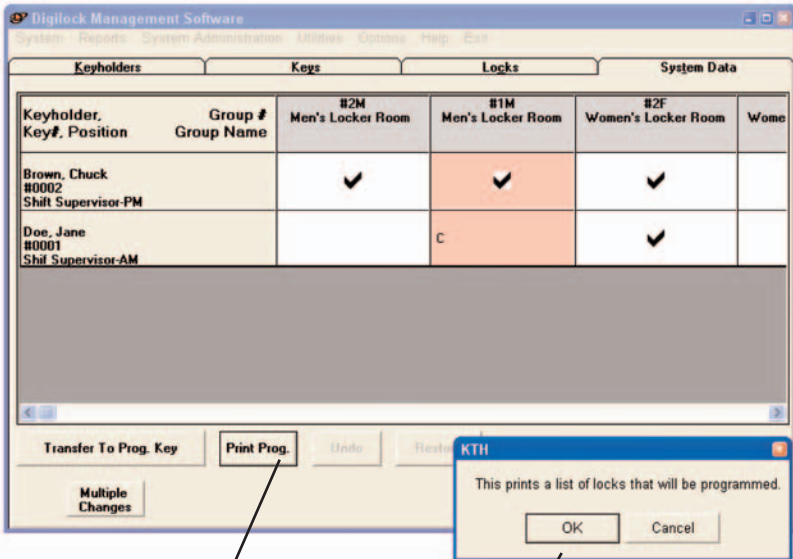 Digilock Management Software
System Reports System Administration Utilities Options Help Exit
Keyholders Keys Locks System Data
Keyholder, Group #
Key#, Position Group Name
#2M
Men's Locker Room
#1M
Men's Locker Room
#2F
Women's Locker Room
Wome
Brown, Chuck
#0002
Shift Supervisor-PM
Doe, Jane
#0001
Shif Supervisor-AM
C
Transfer To Prog. Key
Print Prog.
Undo
Resto
Multiple
Changes
KTH
This prints a list of locks that will be programmed.
OK
Cancel